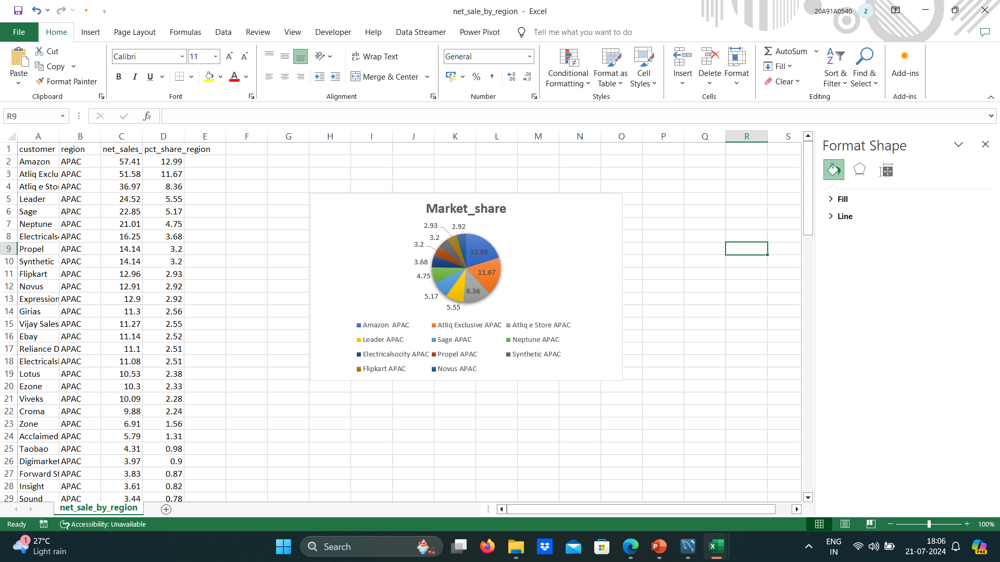 net_sale_by_region - Excel
20A91A0540 2
File Home Insert Page Layout Formulas Data Review View Developer Help Data Streamer Power Pivot Tell me what you want to do
Paste
Cut
Copy
Format Painter
Clipboard
Calibri 11
B I U
Font
Wrap Text
Merge & Center
Alignment
General
Number
Conditional Formatting
Format as Table
Cell Styles
Styles
Insert Delete Format
Cells
AutoSum
Fill
Clear
Sort & Filter
Find & Select
Editing
Add-ins
Add-ins
R9
fx
A B C D E F G H I J K L M N O P Q R S
1 customer region net_sales_ pct_share_region
2 Amazon APAC 57.41 12.99
3 Atliq Exclu APAC 51.58 11.67
4 Atliq e Sto APAC 36.97 8.36
5 Leader APAC 24.52 5.55
6 Sage APAC 22.85 5.17
7 Neptune APAC 21.01 4.75
8 Electricals APAC 16.25 3.68
9 Propel APAC 14.14 3.2
10 Synthetic APAC 14.14 3.2
11 Flipkart APAC 12.96 2.93
12 Novus APAC 12.91 2.92
13 Expression APAC 12.9 2.92
14 Girias APAC 11.3 2.56
15 Vijay Sales APAC 11.27 2.55
16 Ebay APAC 11.14 2.52
17 Reliance D APAC 11.1 2.51
18 Electricals APAC 11.08 2.51
19 Lotus APAC 10.53 2.38
20 Ezone APAC 10.3 2.33
21 Viveks APAC 10.09 2.28
22 Croma APAC 9.88 2.24
23 Zone APAC 6.91 1.56
24 Acclaimed APAC 5.79 1.31
25 Taobao APAC 4.31 0.98
26 Digimarket APAC 3.97 0.9
27 Forward St APAC 3.83 0.87
28 Insight APAC 3.61 0.82
29 Sound APAC 3.44 0.78
Market_share
2.93 2.92
3.2
3.2
12.99
3.68
11.67
4.75
8.36
5.17
5.55
Amazon APAC Atliq Exclusive APAC Atliq e Store APAC
Leader APAC Sage APAC Neptune APAC
Electricalsocity APAC Propel APAC Synthetic APAC
Flipkart APAC Novus APAC
Format Shape
Fill
Line
net_sale_by_region
Ready Accessibility: Unavailable 100%
1 27°C
Light rain
Search
ENG
IN
18:06
21-07-2024
PRE